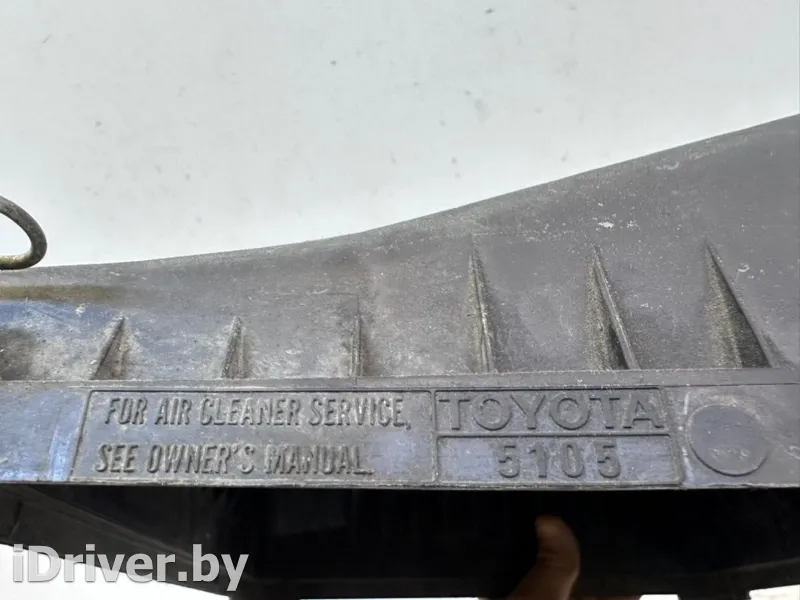 FOR AIR CLEANER SERVICE,
SEE OWNER'S MANUAL.
TOYOTA
5105
iDriver.by